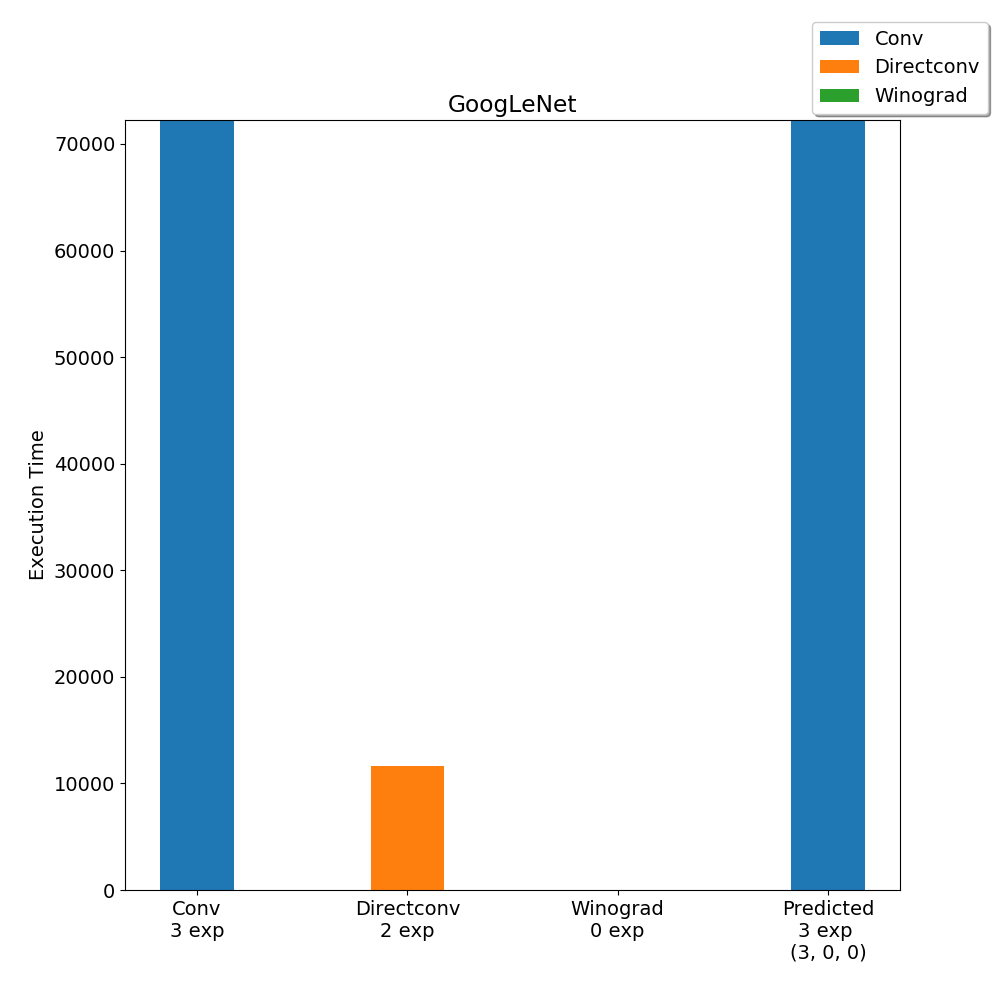 Conv
Directconv
Winograd
GoogLeNet
70000
60000
50000
40000
30000
20000
10000
0
Execution Time
Conv
3 exp
Directconv
2 exp
Winograd
0 exp
Predicted
3 exp
(3, 0, 0)